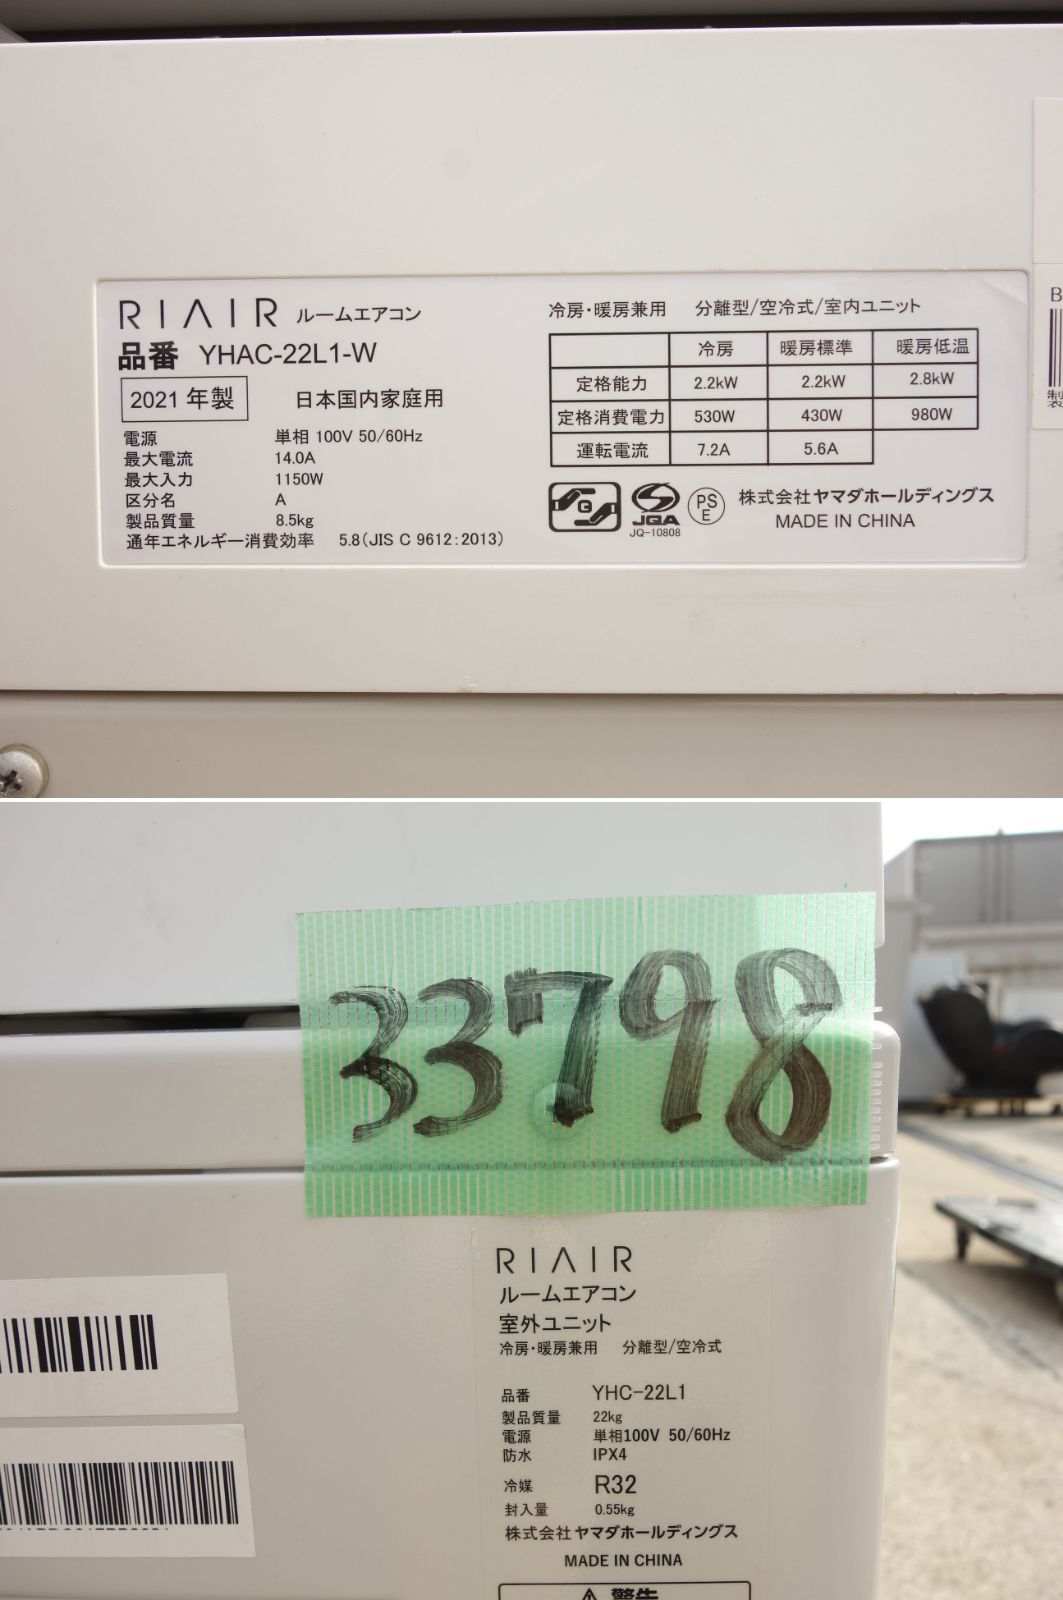 RIAIR ルームエアコン
品番 YHAC-22L1-W
2021 年製 日本国内家庭用
電源 単相 100V 50/60Hz
最大電流 14.0A
最大入力 1150W
区分名 A
製品質量 8.5kg
通年エネルギー消費効率 5.8(JIS C 9612:2013)
冷房・暖房兼用 分離型/空冷式/室内ユニット
冷房 暖房標準 暖房低温
定格能力 2.2kW 2.2kW 2.8kW
定格消費電力 530W 430W 980W
運転電流 7.2A 5.6A
JQA
JQ-10808
PS
E
株式会社ヤマダホールディングス
MADE IN CHINA
B
製
33798
RIAIR
ルームエアコン
室外ユニット
冷房・暖房兼用 分離型/空冷式
品番 YHC-22L1
製品質量 22kg
電源 単相100V 50/60Hz
防水 IPX4
冷媒 R32
封入量 0.55kg
株式会社ヤマダホールディングス
MADE IN CHINA
警告